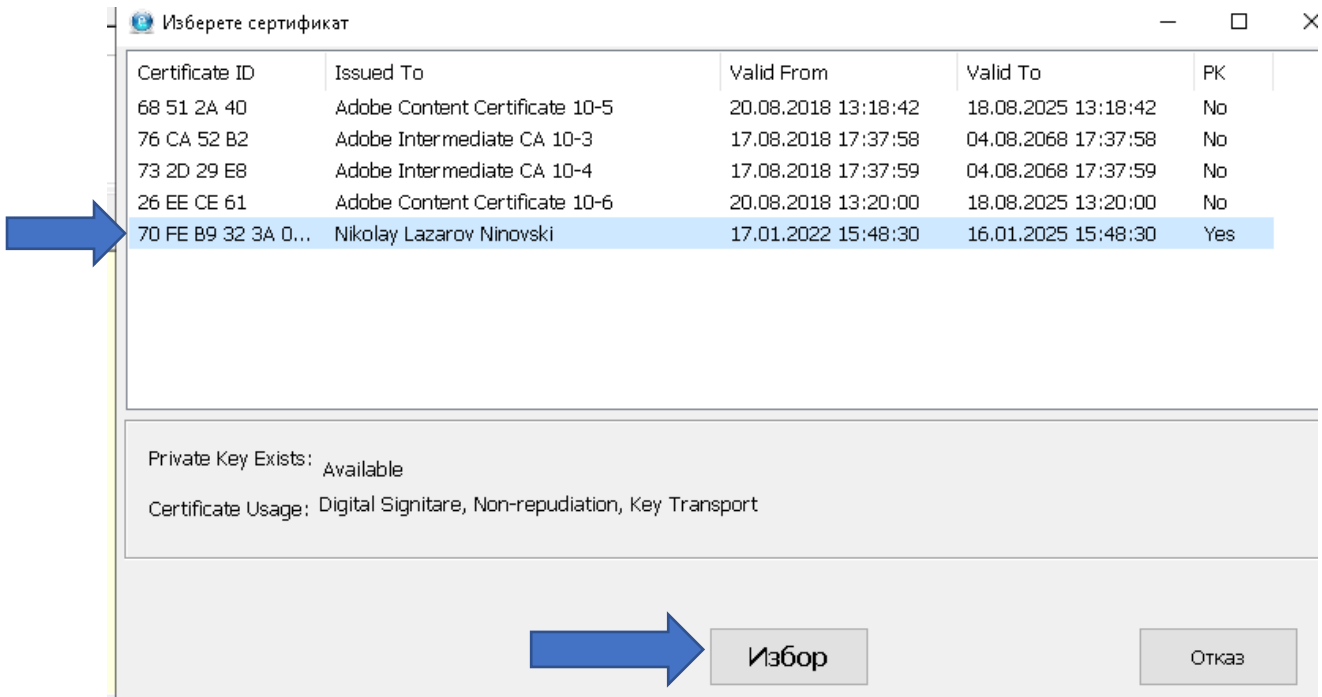 Изберете сертификат
Certificate ID Issued To Valid From Valid To PK
68 51 2A 40 Adobe Content Certificate 10-5 20.08.2018 13:18:42 18.08.2025 13:18:42 No
76 CA 52 B2 Adobe Intermediate CA 10-3 17.08.2018 17:37:58 04.08.2068 17:37:58 No
73 2D 29 E8 Adobe Intermediate CA 10-4 17.08.2018 17:37:59 04.08.2068 17:37:59 No
26 EE CE 61 Adobe Content Certificate 10-6 20.08.2018 13:20:00 18.08.2025 13:20:00 No
70 FE B9 32 3A 0... Nikolay Lazarov Ninovski 17.01.2022 15:48:30 16.01.2025 15:48:30 Yes
Private Key Exists: Available
Certificate Usage: Digital Signitare, Non-repudiation, Key Transport
Избор Отказ